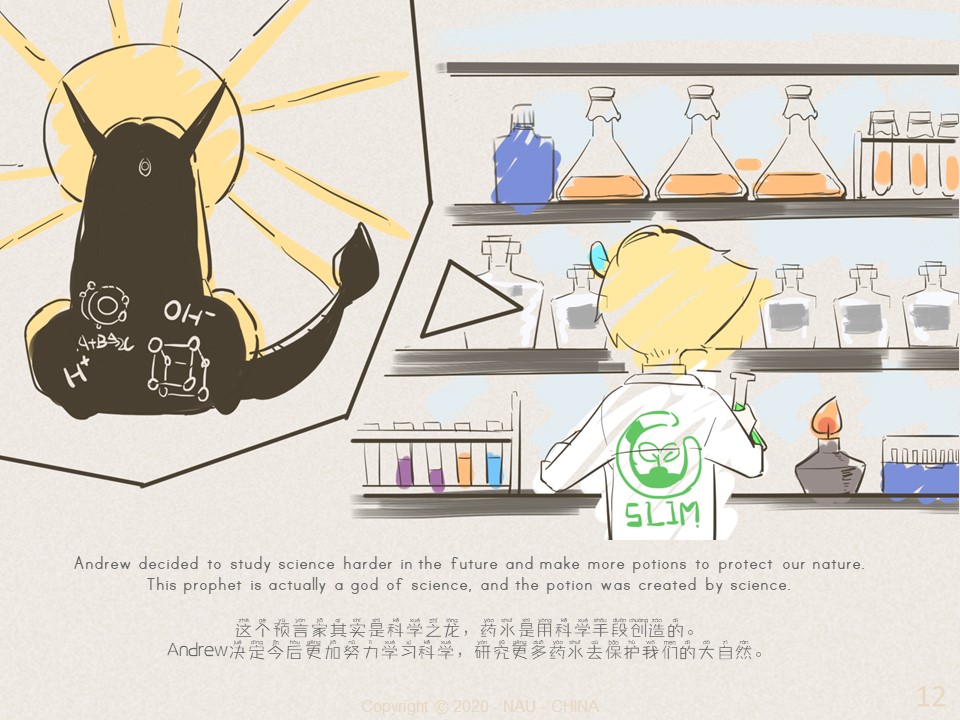 OH⁻
H⁺
SLIM
Andrew decided to study science harder in the future and make more potions to protect our nature.
This prophet is actually a god of science, and the potion was created by science.
这个预言家其实是科学之龙，药水是用科学手段创造的。
Andrew决定今后更加努力学习科学，研究更多药水去保护我们的大自然。
Copyright © 2020 - NAU - CHINA
12